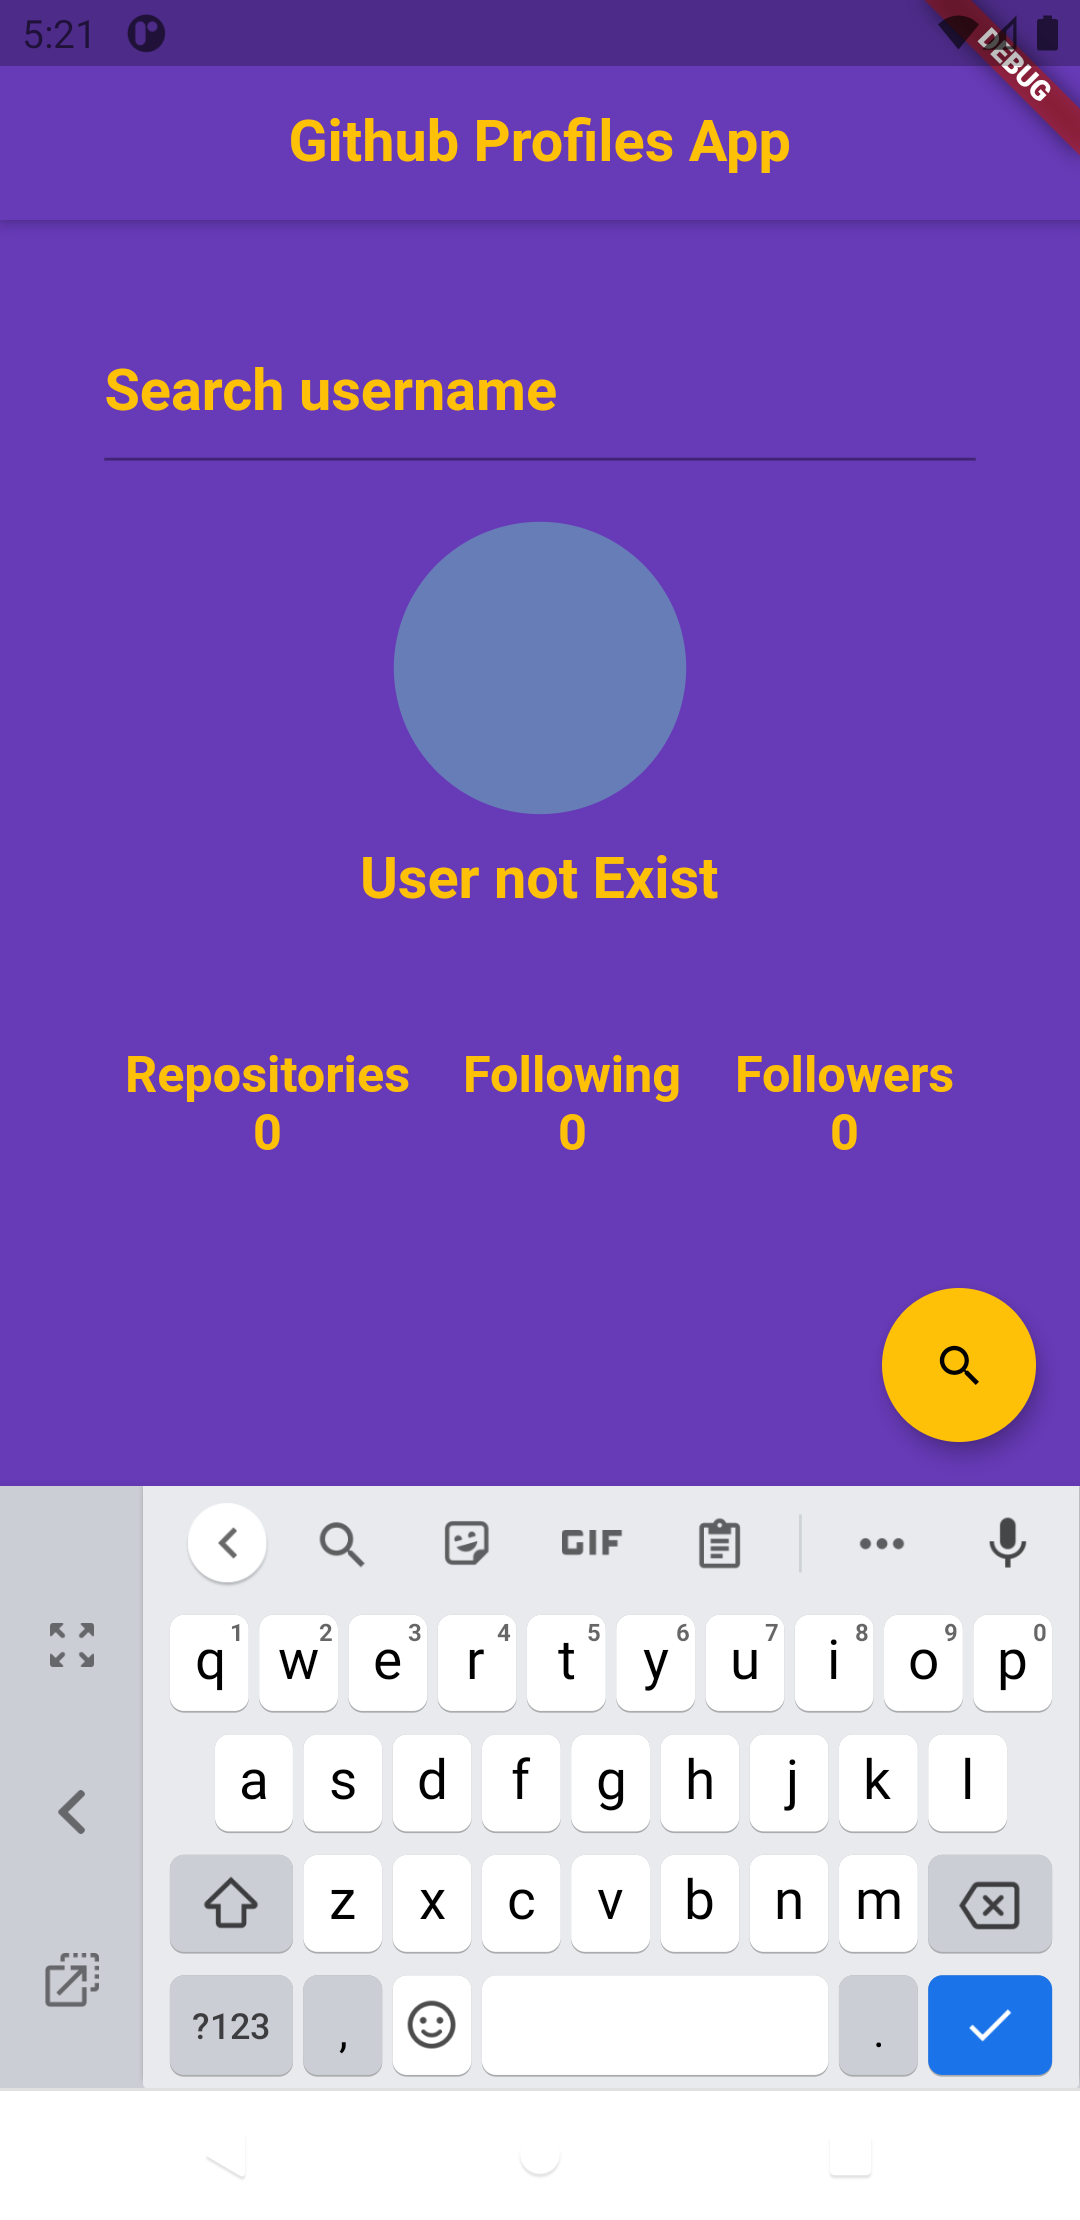 5:21
DEBUG
Github Profiles App
Search username
User not Exist
Repositories Following Followers
0 0 0
GIF
1 2 3 4 5 6 7 8 9 0
q w e r t y u i o p
a s d f g h j k l
z x c v b n m
?123 , .